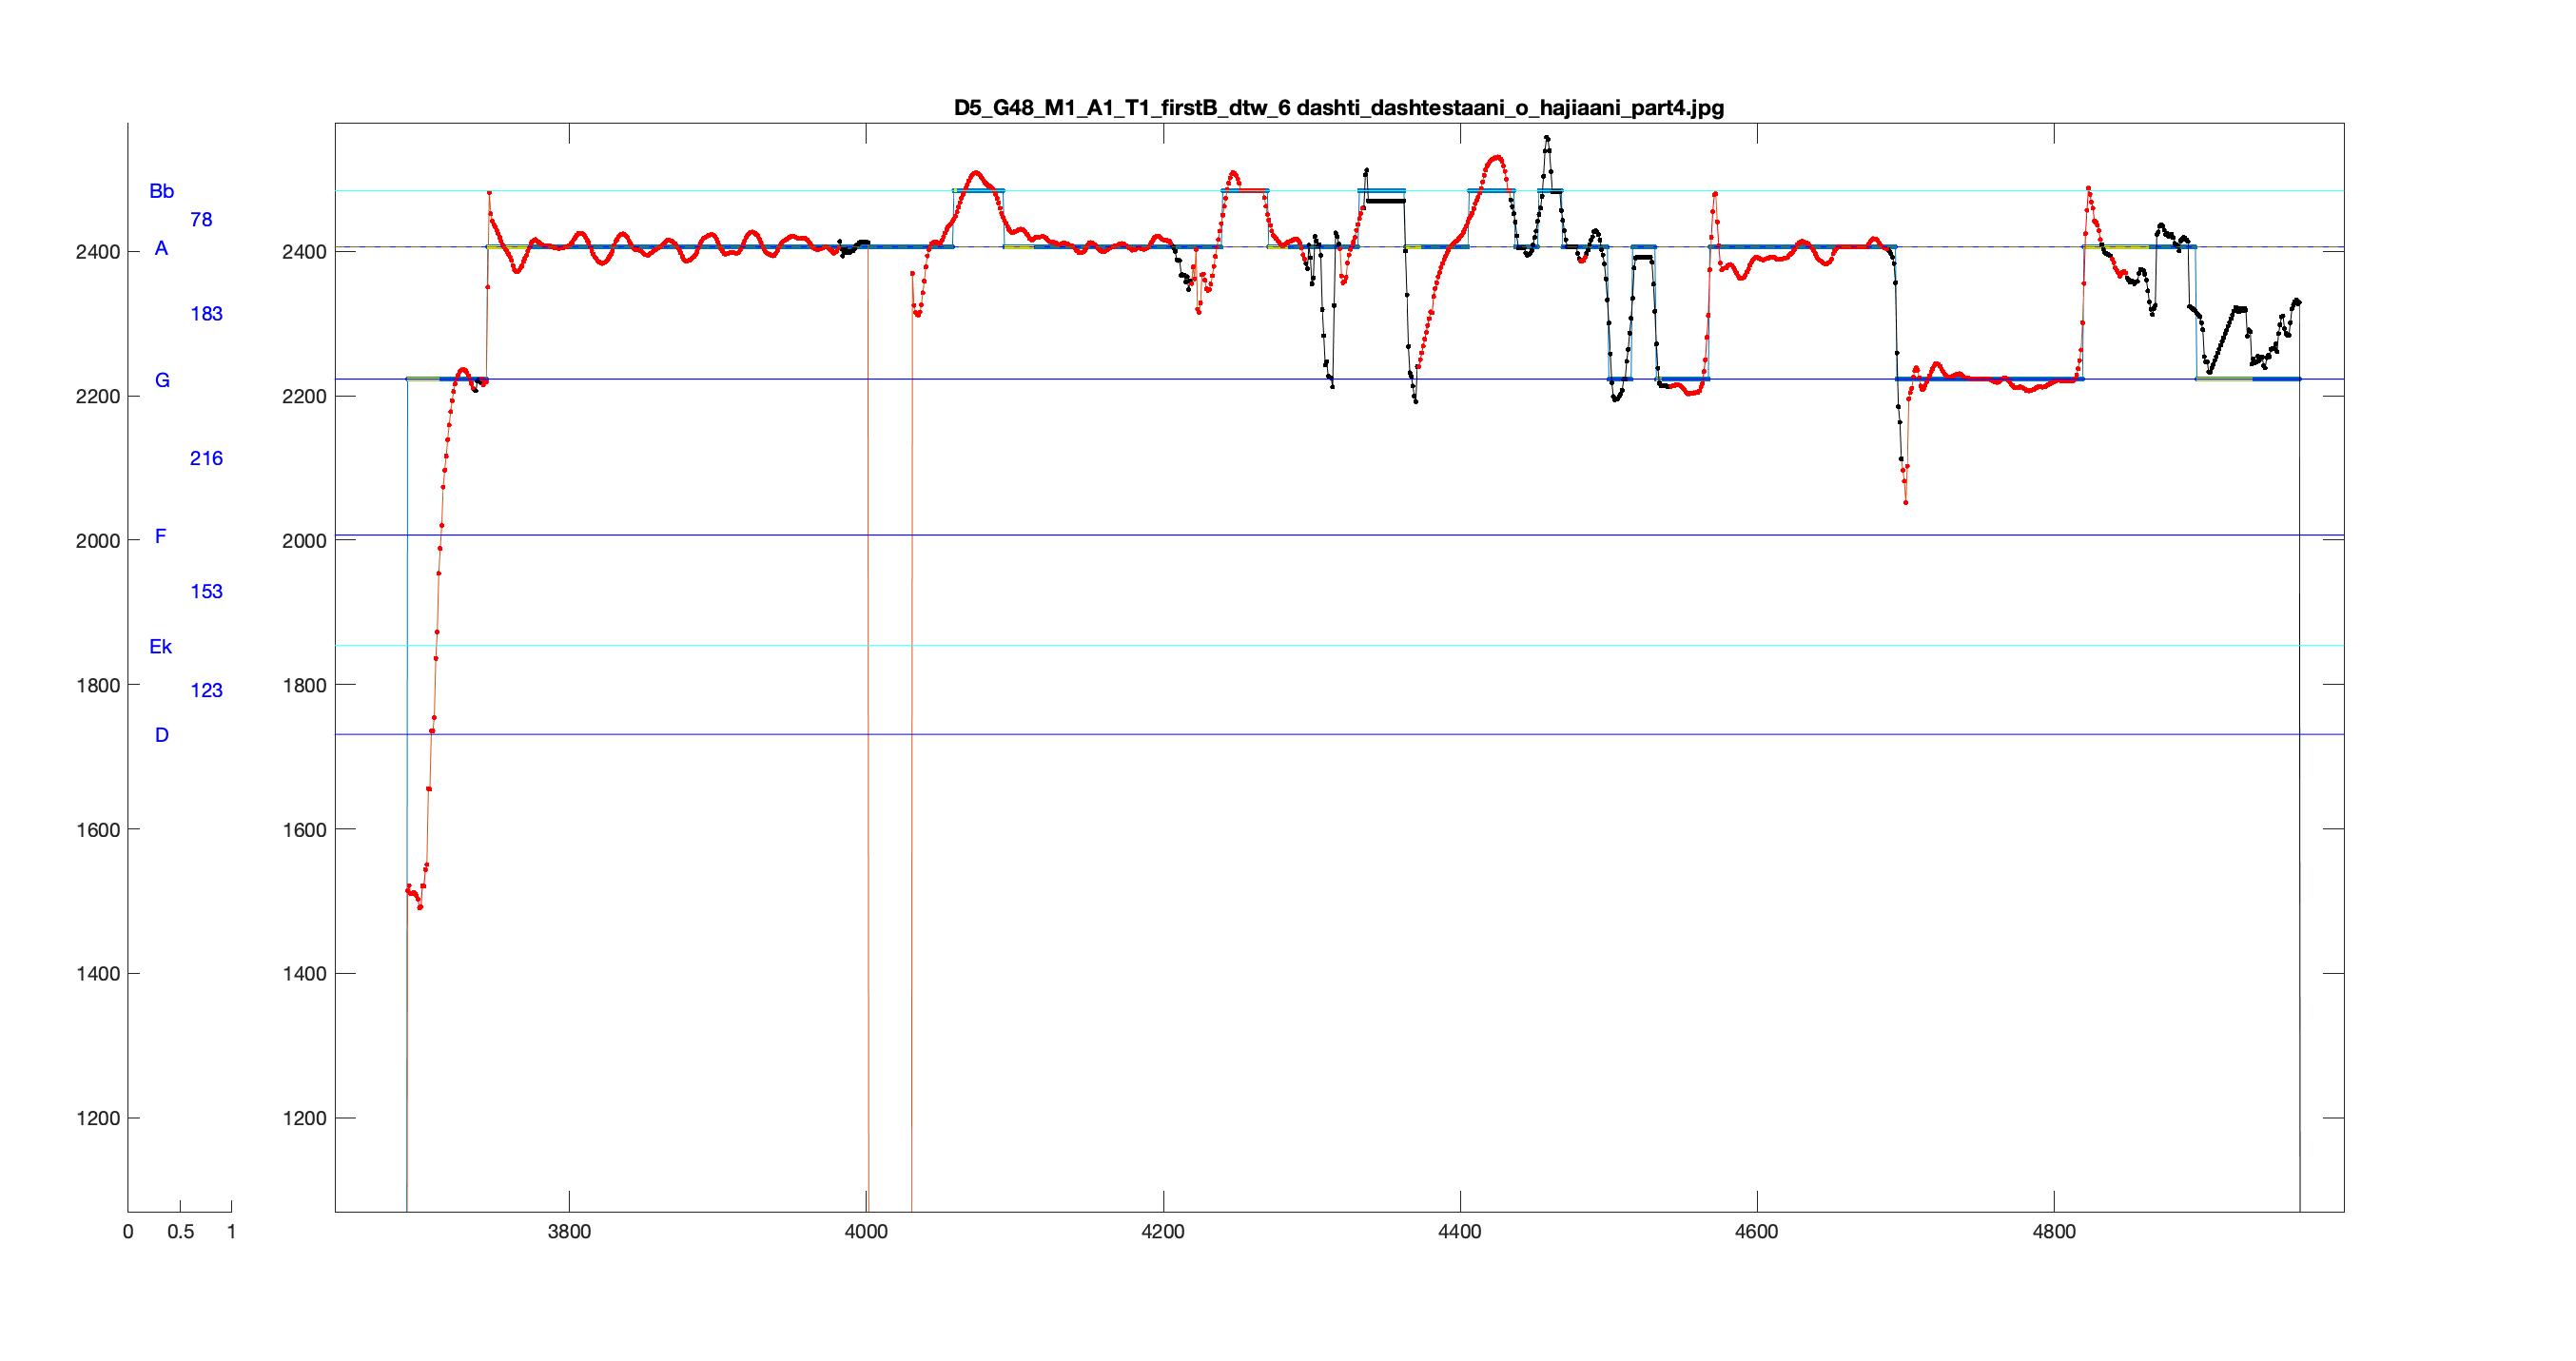 D5_G48_M1_A1_T1_firstB_dtw_6 dashti_dashtestaani_o_hajiaani_part4.jpg
Bb
78
2400 A 2400
183
G
2200 2200
216
2000 F 2000
153
Ek
1800 123 1800
D
1600 1600
1400 1400
1200 1200
0 0.5 1 3800 4000 4200 4400 4600 4800